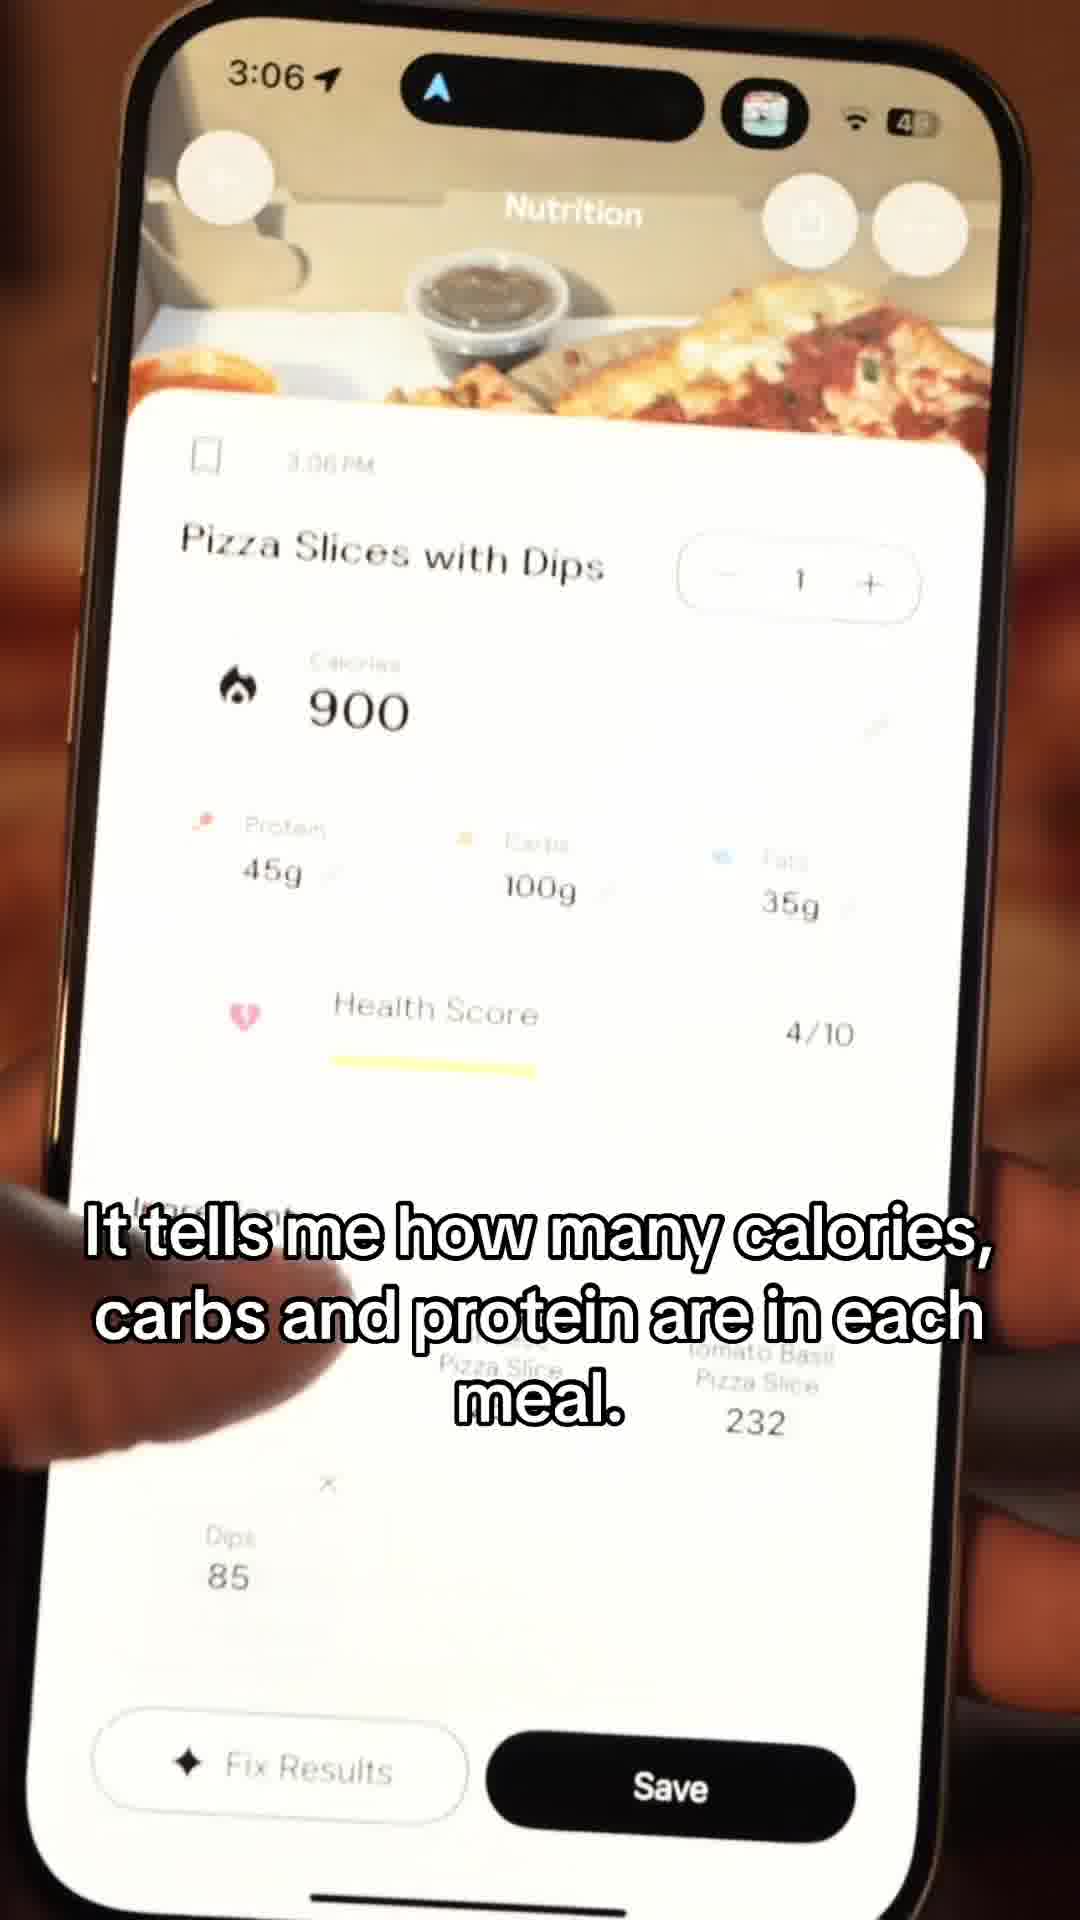 3:06
4
Nutrition
3:06 PM
Pizza Slices with Dips
1
Calories
900
Protein
Carbs
Fats
45g
100g
35g
Health Score
4/10
It tells me how many calories,
carbs and protein are in each
meal.
Pizza Slice
Tomato Basil
Pizza Slice
232
Dips
85
Fix Results
Save